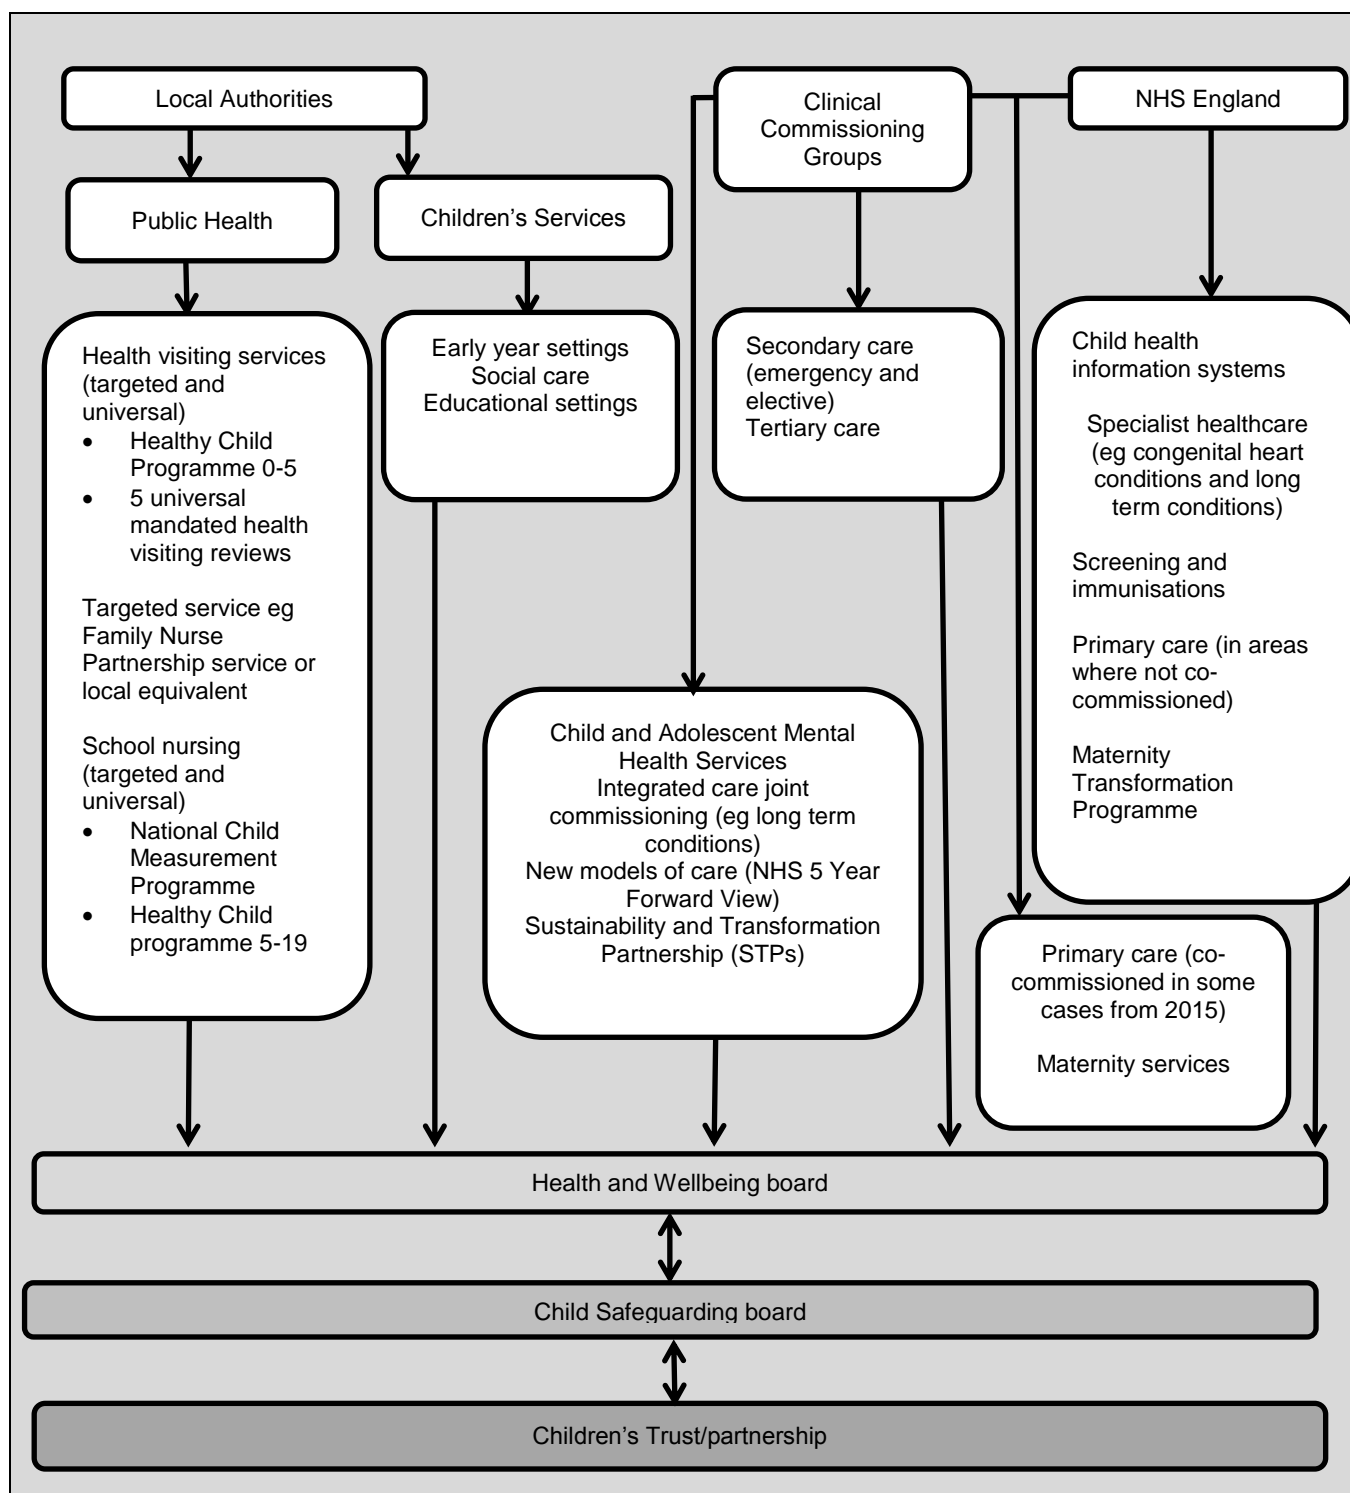 Local Authorities
Clinical
Commissioning
Groups
NHS England
Public Health
Children’s Services
Health visiting services
(targeted and
universal)
• Healthy Child
Programme 0-5
• 5 universal
mandated health
visiting reviews
Targeted service eg
Family Nurse
Partnership service or
local equivalent
School nursing
(targeted and
universal)
• National Child
Measurement
Programme
• Healthy Child
programme 5-19
Early year settings
Social care
Educational settings
Secondary care
(emergency and
elective)
Tertiary care
Child health
information systems
Specialist healthcare
(eg congenital heart
conditions and long
term conditions)
Screening and
immunisations
Primary care (in areas
where not co-
commissioned)
Maternity
Transformation
Programme
Child and Adolescent Mental
Health Services
Integrated care joint
commissioning (eg long term
conditions)
New models of care (NHS 5 Year
Forward View)
Sustainability and Transformation
Partnership (STPs)
Primary care (co-
commissioned in some
cases from 2015)
Maternity services
Health and Wellbeing board
Child Safeguarding board
Children’s Trust/partnership